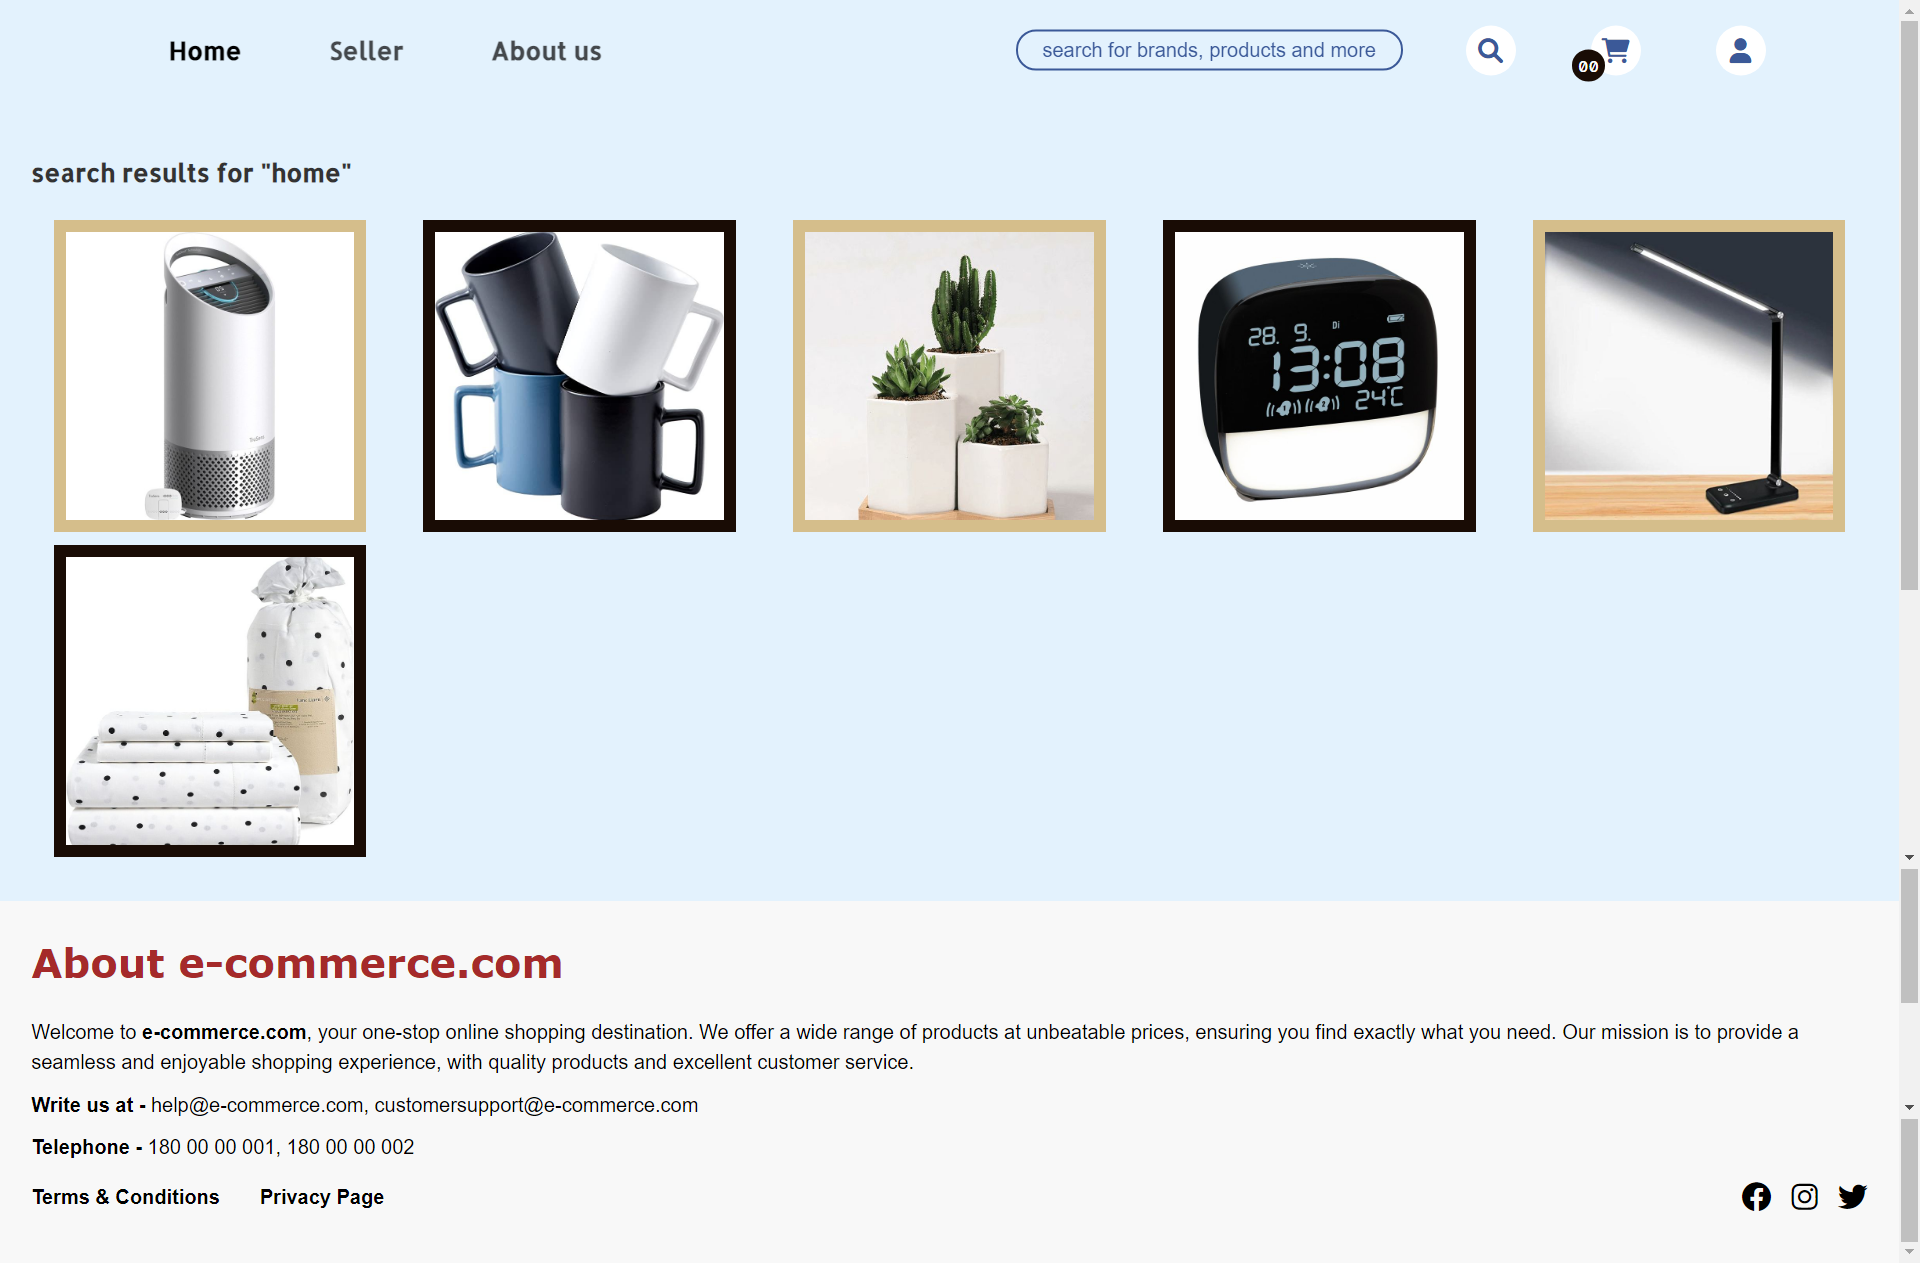 Home Seller About us search for brands, products and more 00
search results for "home"
28. 9. Di
13:08
24°C
About e-commerce.com
Welcome to e-commerce.com, your one-stop online shopping destination. We offer a wide range of products at unbeatable prices, ensuring you find exactly what you need. Our mission is to provide a
seamless and enjoyable shopping experience, with quality products and excellent customer service.
Write us at - help@e-commerce.com, customersupport@e-commerce.com
Telephone - 180 00 00 001, 180 00 00 002
Terms & Conditions Privacy Page